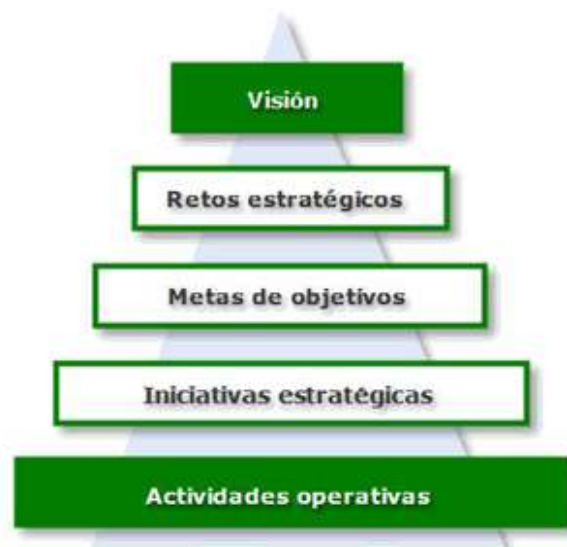 Visión
Retos estratégicos
Metas de objetivos
Iniciativas estratégicas
Actividades operativas